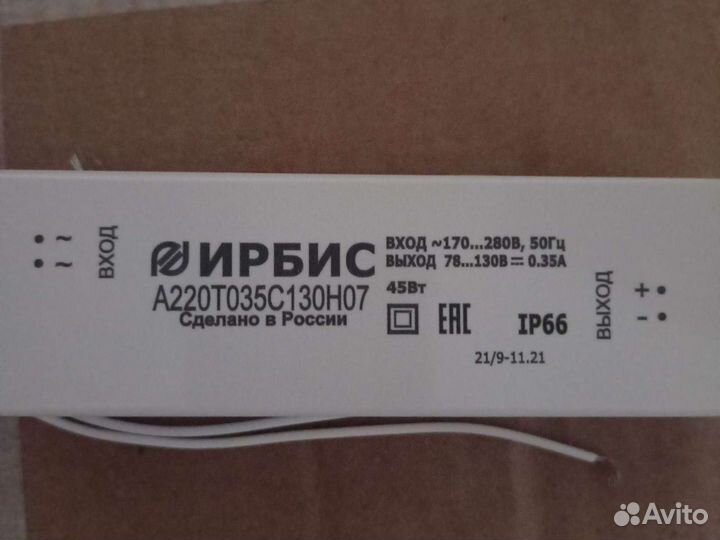 ~
~
ВХОД
ИРБИС
A220T035C130H07
Сделано в России
ВХОД ~170...280В, 50Гц
ВЫХОД 78...130В 0.35А
45Вт
EAC IP66
21/9-11.21
ВЫХОД
+
-
Avito